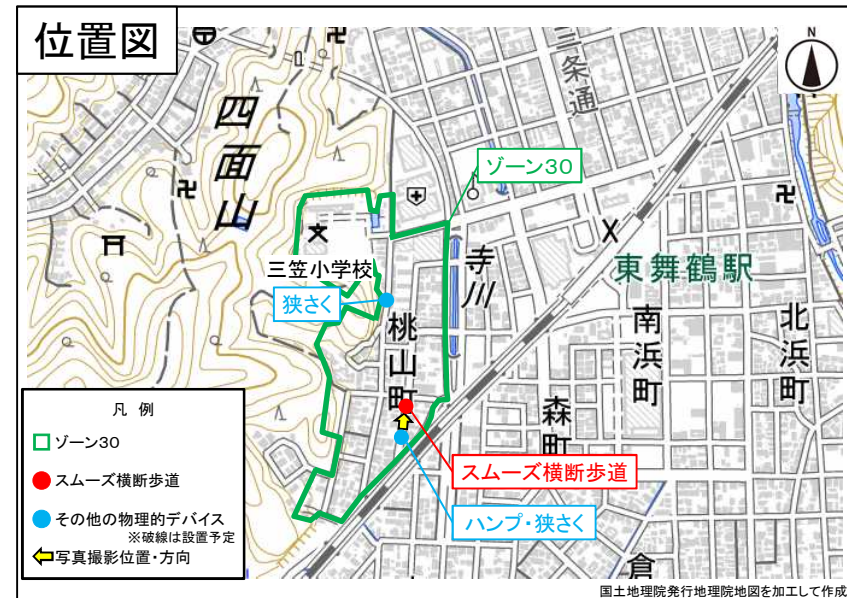 位置図
N
三条通
四面山
ゾーン30
三笠小学校
寺川
東舞鶴駅
狭さく
桃山町
南浜町
北浜町
森町
凡 例
ゾーン30
スムーズ横断歩道
その他の物理的デバイス
※破線は設置予定
写真撮影位置・方向
スムーズ横断歩道
ハンプ・狭さく
倉
国土地理院発行地理院地図を加工して作成